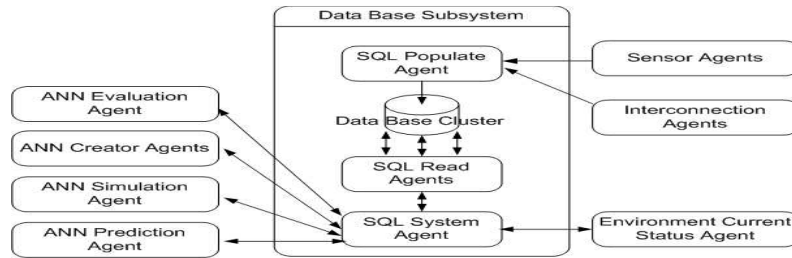 Data Base Subsystem
SQL Populate
Agent
Sensor Agents
Interconnection
Agents
Data Base Cluster
ANN Evaluation
Agent
ANN Creator Agents
SQL Read
Agents
ANN Simulation
Agent
SQL System
Agent
ANN Prediction
Agent
Environment Current
Status Agent